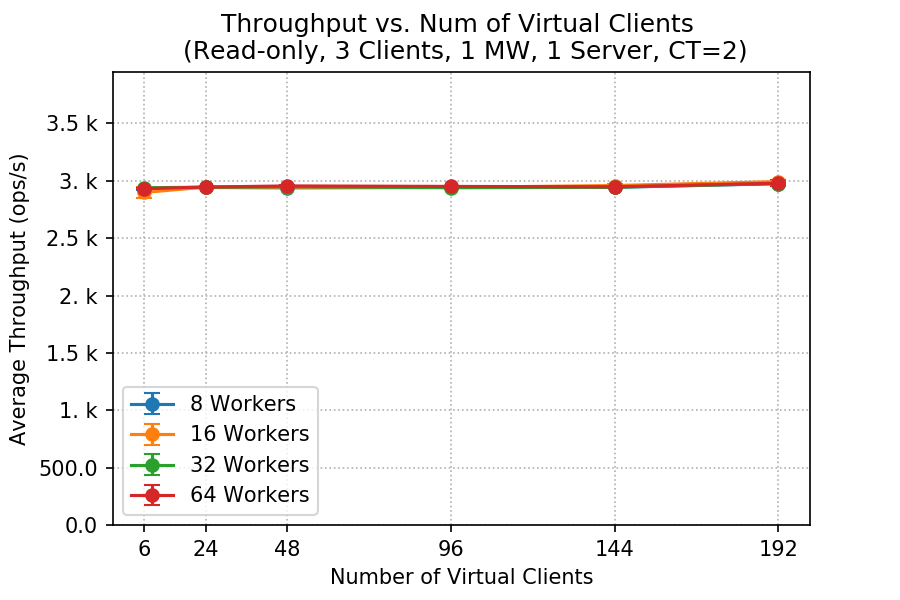 Throughput vs. Num of Virtual Clients
(Read-only, 3 Clients, 1 MW, 1 Server, CT=2)
Average Throughput (ops/s)
3.5 k
3. k
2.5 k
2. k
1.5 k
1. k
500.0
0.0
8 Workers
16 Workers
32 Workers
64 Workers
6 24 48 96 144 192
Number of Virtual Clients